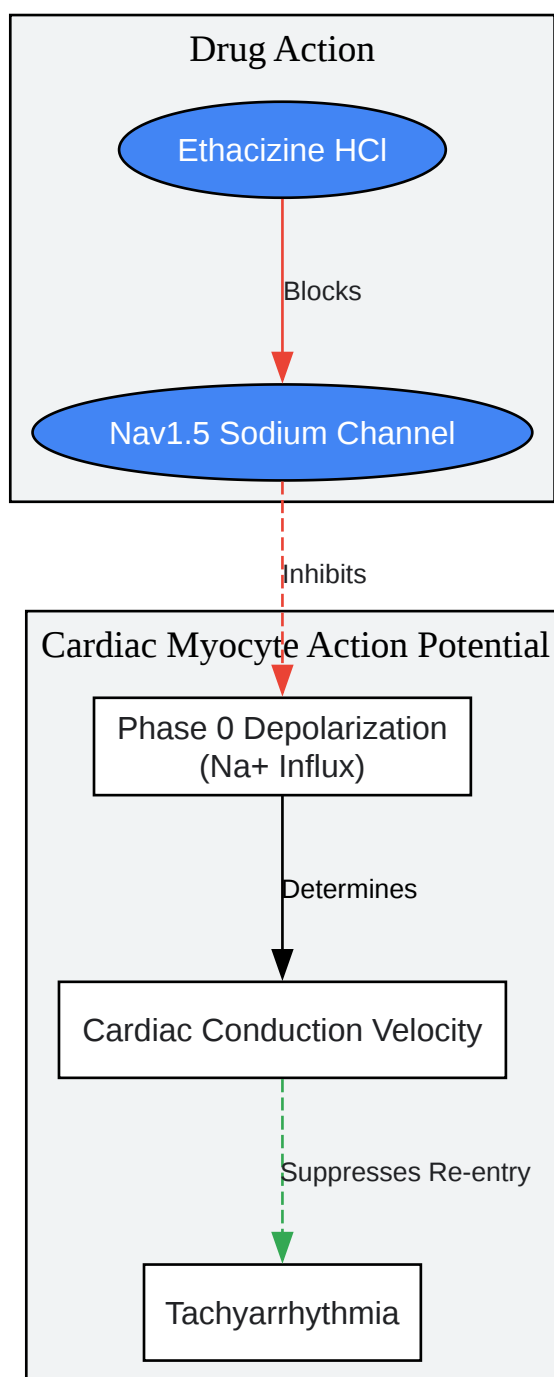 Drug Action
Ethacizine HCl
Blocks
Nav1.5 Sodium Channel
Inhibits
Cardiac Myocyte Action Potential
Phase 0 Depolarization
(Na+ Influx)
Determines
Cardiac Conduction Velocity
Suppresses Re-entry
Tachyarrhythmia